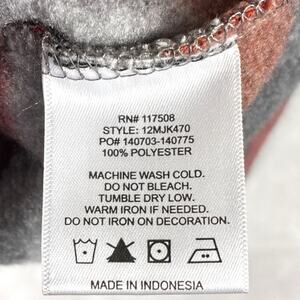 RN# 117508
STYLE: 12MJK470
PO# 140703-140775
100% POLYESTER
MACHINE WASH COLD.
DO NOT BLEACH.
TUMBLE DRY LOW.
WARM IRON IF NEEDED.
DO NOT IRON ON DECORATION.
MADE IN INDONESIA